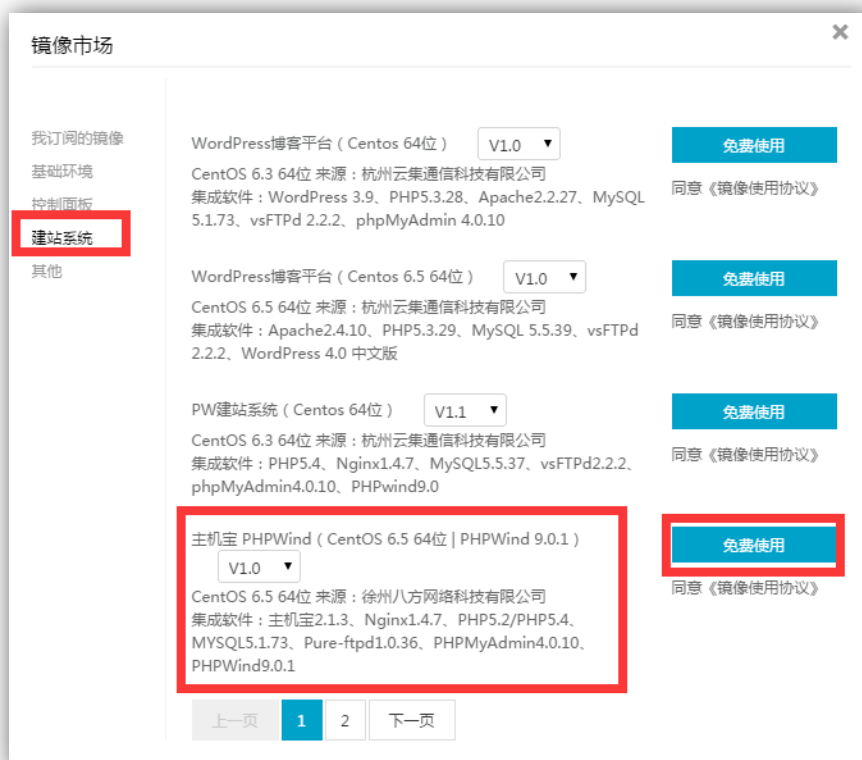 镜像市场
×
我订阅的镜像
基础环境
控制面板
建站系统
其他
WordPress博客平台 ( Centos 64位 ) V1.0
免费使用
CentOS 6.3 64位 来源：杭州云集通信科技有限公司
集成软件：WordPress 3.9、PHP5.3.28、Apache2.2.27、MySQL
5.1.73、vsFTPd 2.2.2、phpMyAdmin 4.0.10
同意《镜像使用协议》
WordPress博客平台 ( Centos 6.5 64位 ) V1.0
免费使用
CentOS 6.5 64位 来源：杭州云集通信科技有限公司
集成软件：Apache2.4.10、PHP5.3.29、MySQL 5.5.39、vsFTPd
2.2.2、WordPress 4.0 中文版
同意《镜像使用协议》
PW建站系统 ( Centos 64位 ) V1.1
免费使用
CentOS 6.3 64位 来源：杭州云集通信科技有限公司
集成软件：PHP5.4、Nginx1.4.7、MySQL5.5.37、vsFTPd2.2.2、
phpMyAdmin4.0.10、PHPwind9.0
同意《镜像使用协议》
主机宝 PHPWind ( CentOS 6.5 64位 | PHPWind 9.0.1 )
V1.0
免费使用
CentOS 6.5 64位 来源：徐州八方网络科技有限公司
集成软件：主机宝2.1.3、Nginx1.4.7、PHP5.2/PHP5.4、
MYSQL5.1.73、Pure-ftpd1.0.36、PHPMyAdmin4.0.10、
PHPWind9.0.1
同意《镜像使用协议》
上一页 1 2 下一页